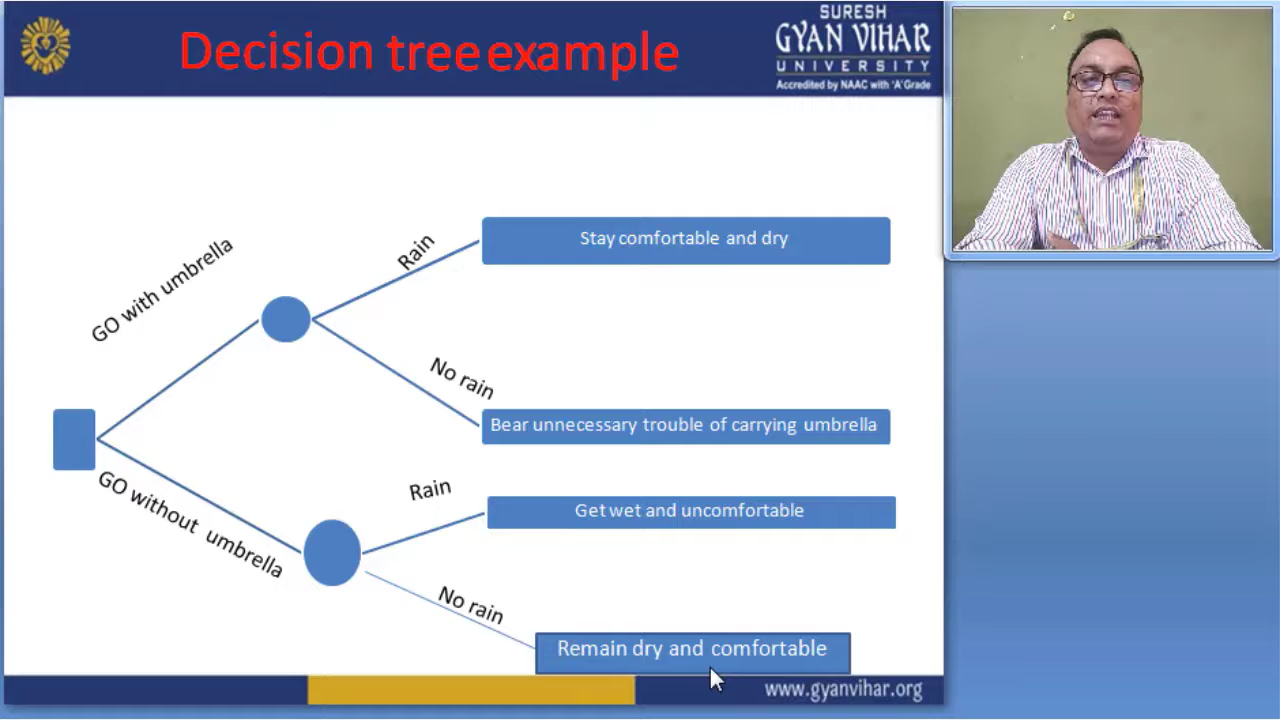 Decision tree example
SURESH
GYAN VIHAR
UNIVERSITY
Accredited by NAAC with 'A' Grade
GO with umbrella
Rain
Stay comfortable and dry
No rain
Bear unnecessary trouble of carrying umbrella
GO without umbrella
Rain
Get wet and uncomfortable
No rain
Remain dry and comfortable
www.gyanvihar.org